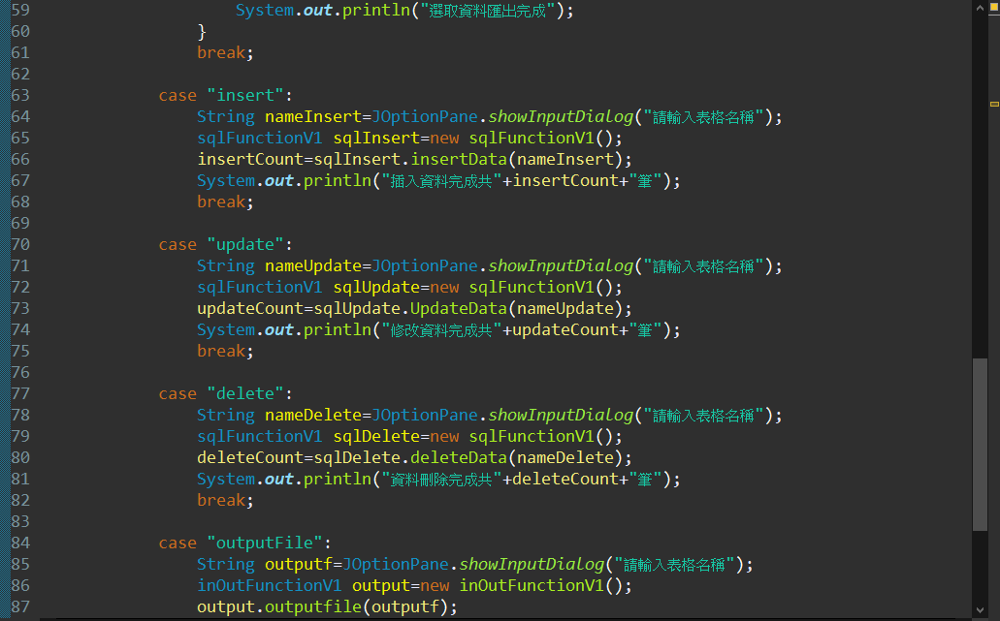 59                     System.out.println("選取資料匯出完成");
60                 }
61                 break;
62
63             case "insert":
64                 String nameInsert=JOptionPane.showInputDialog("請輸入表格名稱");
65                 sqlFunctionV1 sqlInsert=new sqlFunctionV1();
66                 insertCount=sqlInsert.insertData(nameInsert);
67                 System.out.println("插入資料完成共"+insertCount+"筆");
68                 break;
69
70             case "update":
71                 String nameUpdate=JOptionPane.showInputDialog("請輸入表格名稱");
72                 sqlFunctionV1 sqlUpdate=new sqlFunctionV1();
73                 updateCount=sqlUpdate.UpdateData(nameUpdate);
74                 System.out.println("修改資料完成共"+updateCount+"筆");
75                 break;
76
77             case "delete":
78                 String nameDelete=JOptionPane.showInputDialog("請輸入表格名稱");
79                 sqlFunctionV1 sqlDelete=new sqlFunctionV1();
80                 deleteCount=sqlDelete.deleteData(nameDelete);
81                 System.out.println("資料刪除完成共"+deleteCount+"筆");
82                 break;
83
84             case "outputFile":
85                 String outputf=JOptionPane.showInputDialog("請輸入表格名稱");
86                 inOutFunctionV1 output=new inOutFunctionV1();
87                 output.outputfile(outputf);